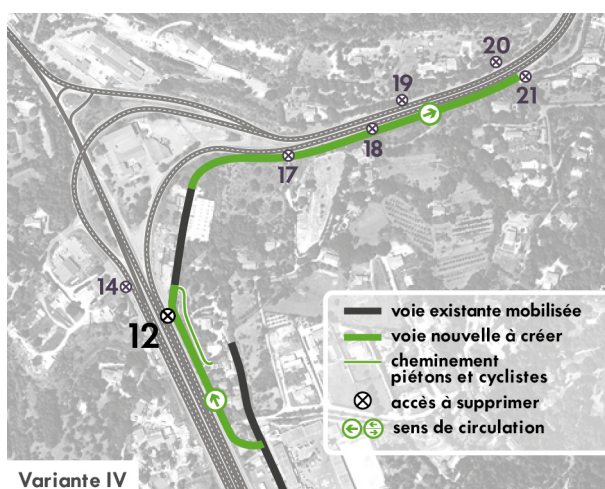 20
19
21
18
17
14
12
voie existante mobilisée
voie nouvelle à créer
cheminement
piétons et cyclistes
accès à supprimer
sens de circulation
Variante IV